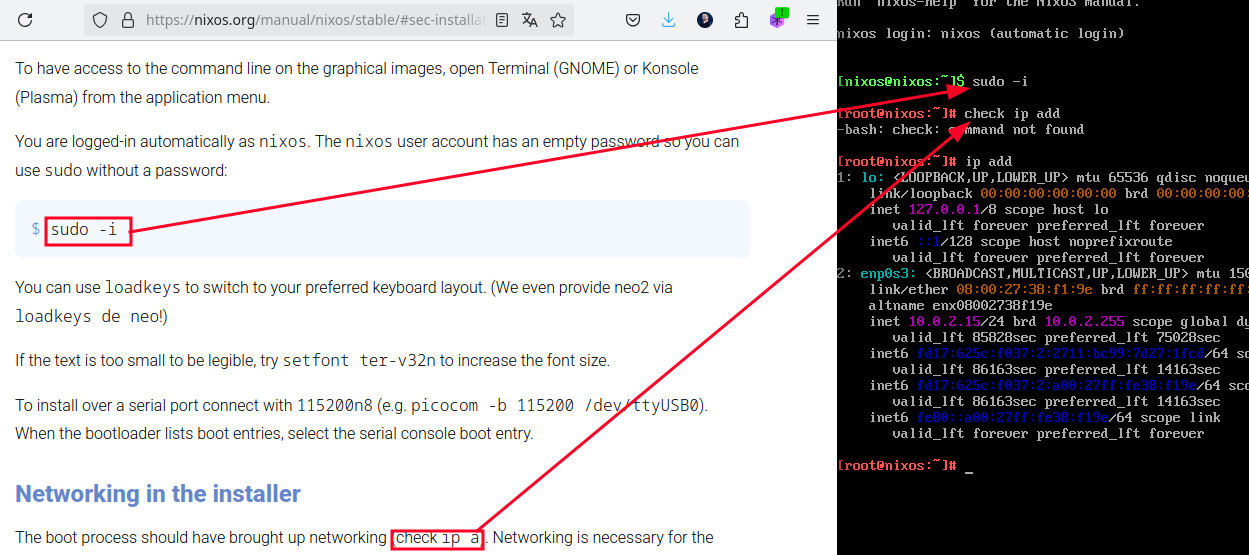 https://nixos.org/manual/nixos/stable/#sec-installat
To have access to the command line on the graphical images, open Terminal (GNOME) or Konsole
(Plasma) from the application menu.
You are logged-in automatically as nixos. The nixos user account has an empty password so you can
use sudo without a password:
$ sudo -i
You can use loadkeys to switch to your preferred keyboard layout. (We even provide neo2 via
loadkeys de neo!)
If the text is too small to be legible, try setfont ter-v32n to increase the font size.
To install over a serial port connect with 115200n8 (e.g. picocom -b 115200 /dev/ttyUSB0).
When the bootloader lists boot entries, select the serial console boot entry.
Networking in the installer
The boot process should have brought up networking (check ip a). Networking is necessary for the
Run 'nixos-help' for the NixOS manual.
nixos login: nixos (automatic login)
[nixos@nixos:~]$ sudo -i
[root@nixos:~]# check ip add
-bash: check: command not found
[root@nixos:~]# ip add
1: lo: <LOOPBACK,UP,LOWER_UP> mtu 65536 qdisc noqueu
link/loopback 00:00:00:00:00:00 brd 00:00:00:00:
inet 127.0.0.1/8 scope host lo
valid_lft forever preferred_lft forever
inet6 ::1/128 scope host noprefixroute
valid_lft forever preferred_lft forever
2: enp0s3: <BROADCAST,MULTICAST,UP,LOWER_UP> mtu 150
link/ether 08:00:27:38:f1:9e brd ff:ff:ff:ff:ff:
altname enx08002738f19e
inet 10.0.2.15/24 brd 10.0.2.255 scope global dy
valid_lft 85828sec preferred_lft 75028sec
inet6 fd17:625c:f037:2:2711:bc99:7d27:1fcd/64 sc
valid_lft 86163sec preferred_lft 14163sec
inet6 fd17:625c:f037:2:a00:27ff:fe38:f19e/64 sco
valid_lft 86163sec preferred_lft 14163sec
inet6 fe80::a00:27ff:fe38:f19e/64 scope link
valid_lft forever preferred_lft forever
[root@nixos:~]# _